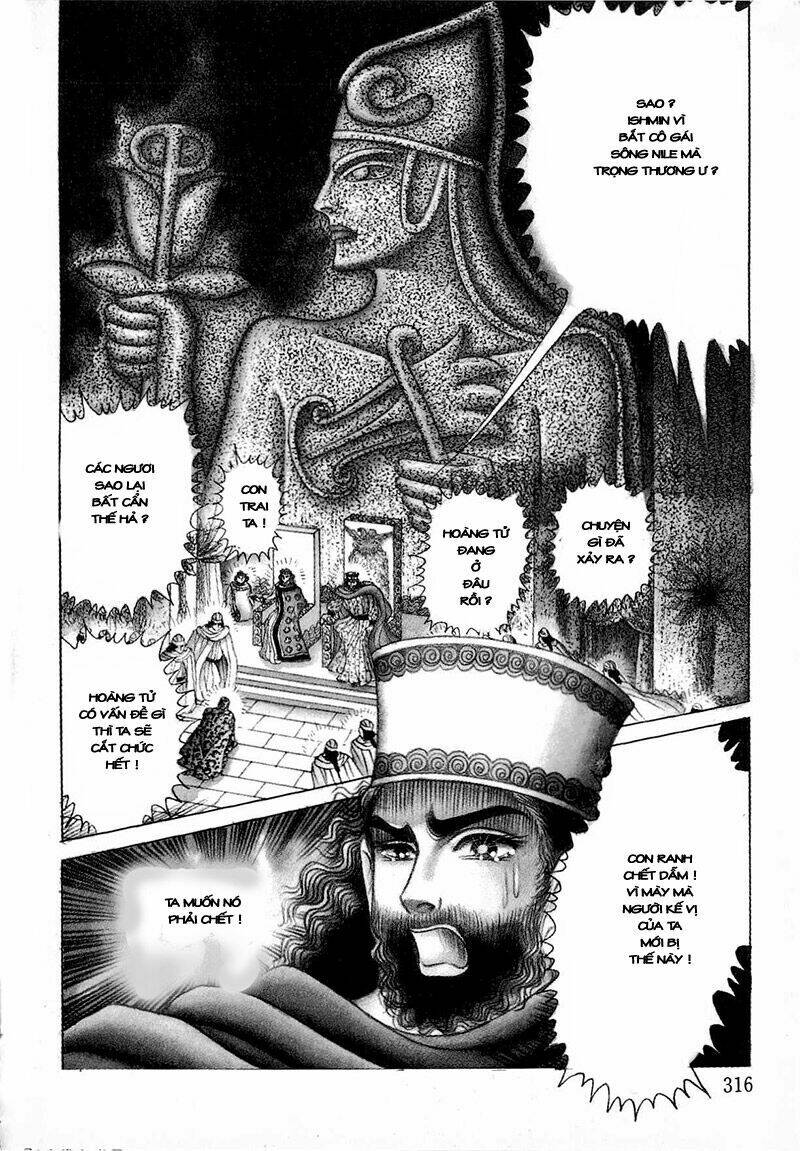 SAO ?
ISHMIN VÌ
BẮT CÔ GÁI
SÔNG NILE MÀ
TRỌNG THƯƠNG Ư ?
CÁC NGƯƠI
SAO LẠI
BẤT CẨN
THẾ HẢ ?
CON
TRAI
TA !
HOÀNG TỬ
ĐANG
Ở
ĐÂU
RỒI ?
CHUYỆN
GÌ ĐÃ
XẢY RA ?
HOÀNG TỬ
CÓ VẤN ĐỀ GÌ
THÌ TA SẼ
CẮT CHỨC
HẾT !
TA MUỐN NÓ
PHẢI CHẾT !
CON RANH
CHẾT DẪM !
VÌ MÀY MÀ
NGƯỜI KẾ VỊ
CỦA TA
MỚI BỊ
THẾ NÀY !
316